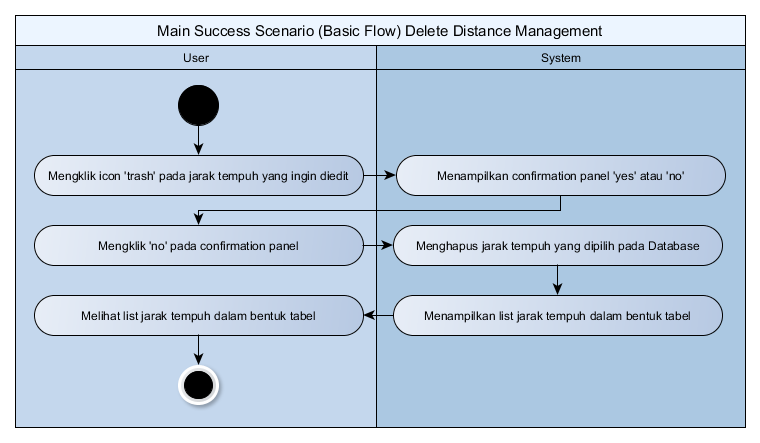 Main Success Scenario (Basic Flow) Delete Distance Management
User
System
Mengklik icon 'trash' pada jarak tempuh yang ingin diedit
Menampilkan confirmation panel 'yes' atau 'no'
Mengklik 'no' pada confirmation panel
Menghapus jarak tempuh yang dipilih pada Database
Melihat list jarak tempuh dalam bentuk tabel
Menampilkan list jarak tempuh dalam bentuk tabel